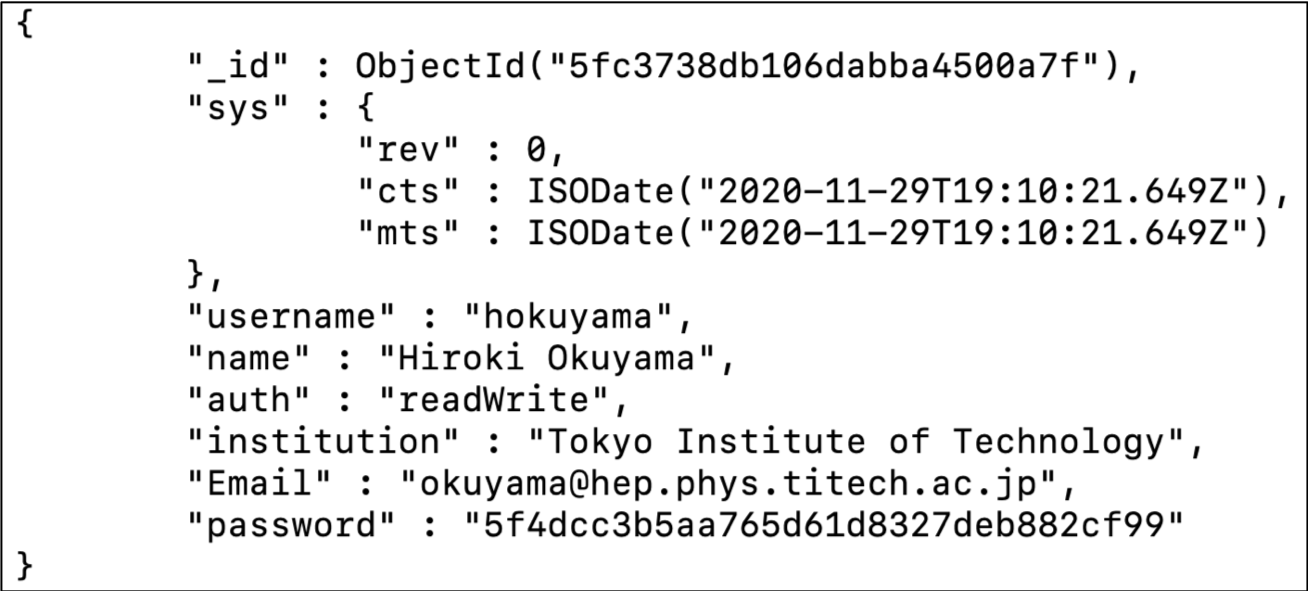 {
"_id" : ObjectId("5fc3738db106dabba4500a7f"),
"sys" : {
"rev" : 0,
"cts" : ISODate("2020-11-29T19:10:21.649Z"),
"mts" : ISODate("2020-11-29T19:10:21.649Z")
},
"username" : "hokuyama",
"name" : "Hiroki Okuyama",
"auth" : "readWrite",
"institution" : "Tokyo Institute of Technology",
"Email" : "okuyama@hep.phys.titech.ac.jp",
"password" : "5f4dcc3b5aa765d61d8327deb882cf99"
}